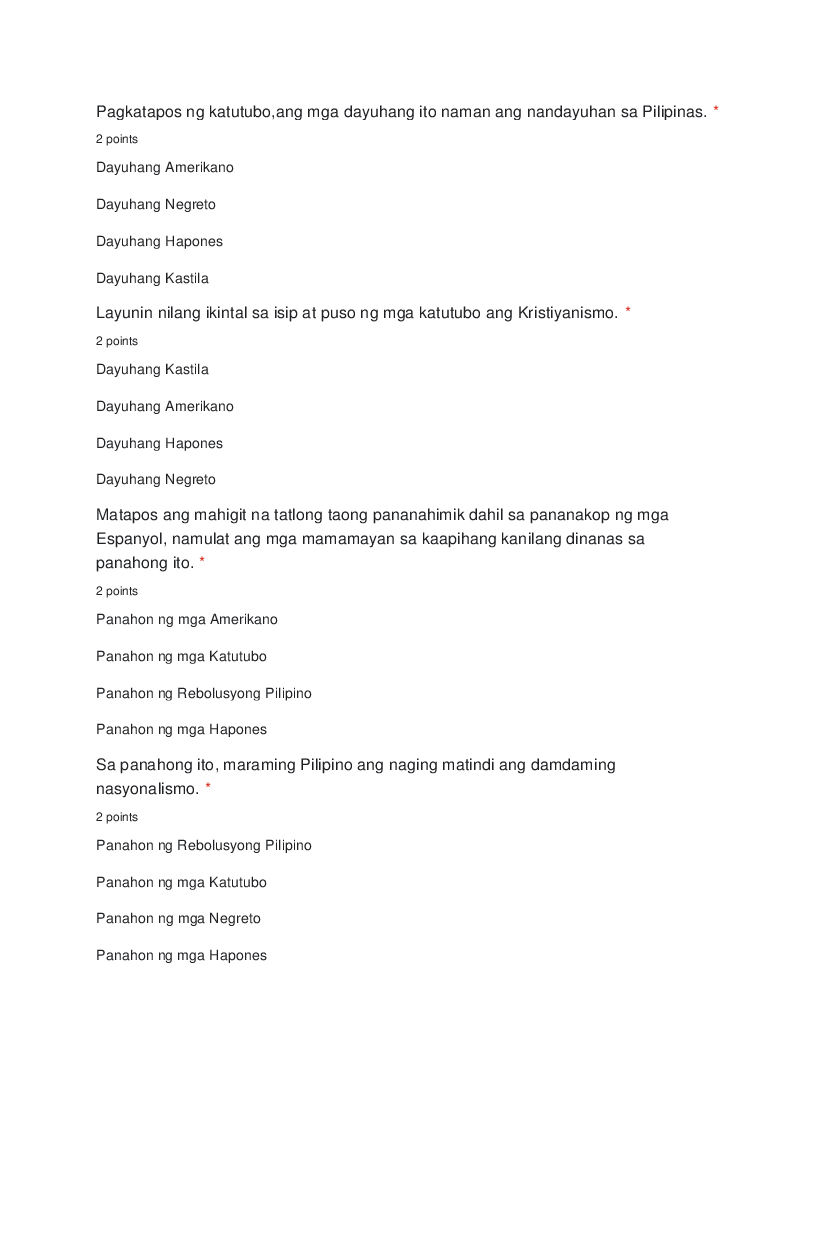 Pagkatapos ng katutubo,ang mga dayuhang ito naman ang nandayuhan sa Pilipinas. *
2 points
Dayuhang Amerikano
Dayuhang Negreto
Dayuhang Hapones
Dayuhang Kastila
Layunin nilang ikintal sa isip at puso ng mga katutubo ang Kristiyanismo. *
2 points
Dayuhang Kastila
Dayuhang Amerikano
Dayuhang Hapones
Dayuhang Negreto
Matapos ang mahigit na tatlong taong pananahimik dahil sa pananakop ng mga
Espanyol, namulat ang mga mamamayan sa kaapihang kanilang dinanas sa
panahong ito. *
2 points
Panahon ng mga Amerikano
Panahon ng mga Katutubo
Panahon ng Rebolusyong Pilipino
Panahon ng mga Hapones
Sa panahong ito, maraming Pilipino ang naging matindi ang damdaming
nasyonalismo. *
2 points
Panahon ng Rebolusyong Pilipino
Panahon ng mga Katutubo
Panahon ng mga Negreto
Panahon ng mga Hapones